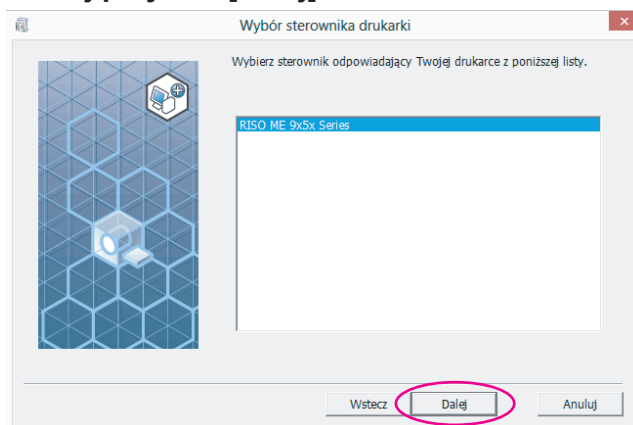 Wybór sterownika drukarki
Wybierz sterownik odpowiadający Twojej drukarce z poniższej listy.
RISO ME 9x5x Series
Wstecz
Dalej
Anuluj